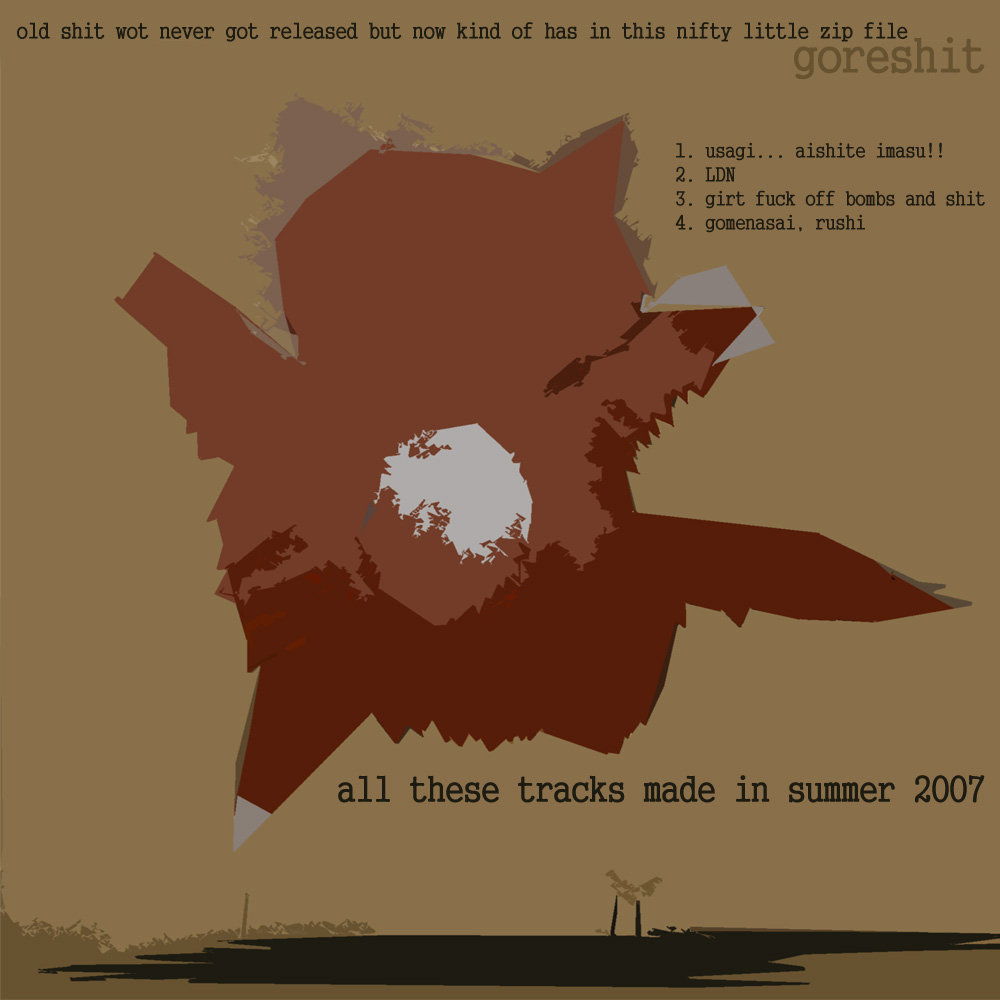 old shit wot never got released but now kind of has in this nifty little zip file
goreshit
1. usagi... aishite imasu!!
2. LDN
3. girt fuck off bombs and shit
4. gomenasai, rushi
all these tracks made in summer 2007